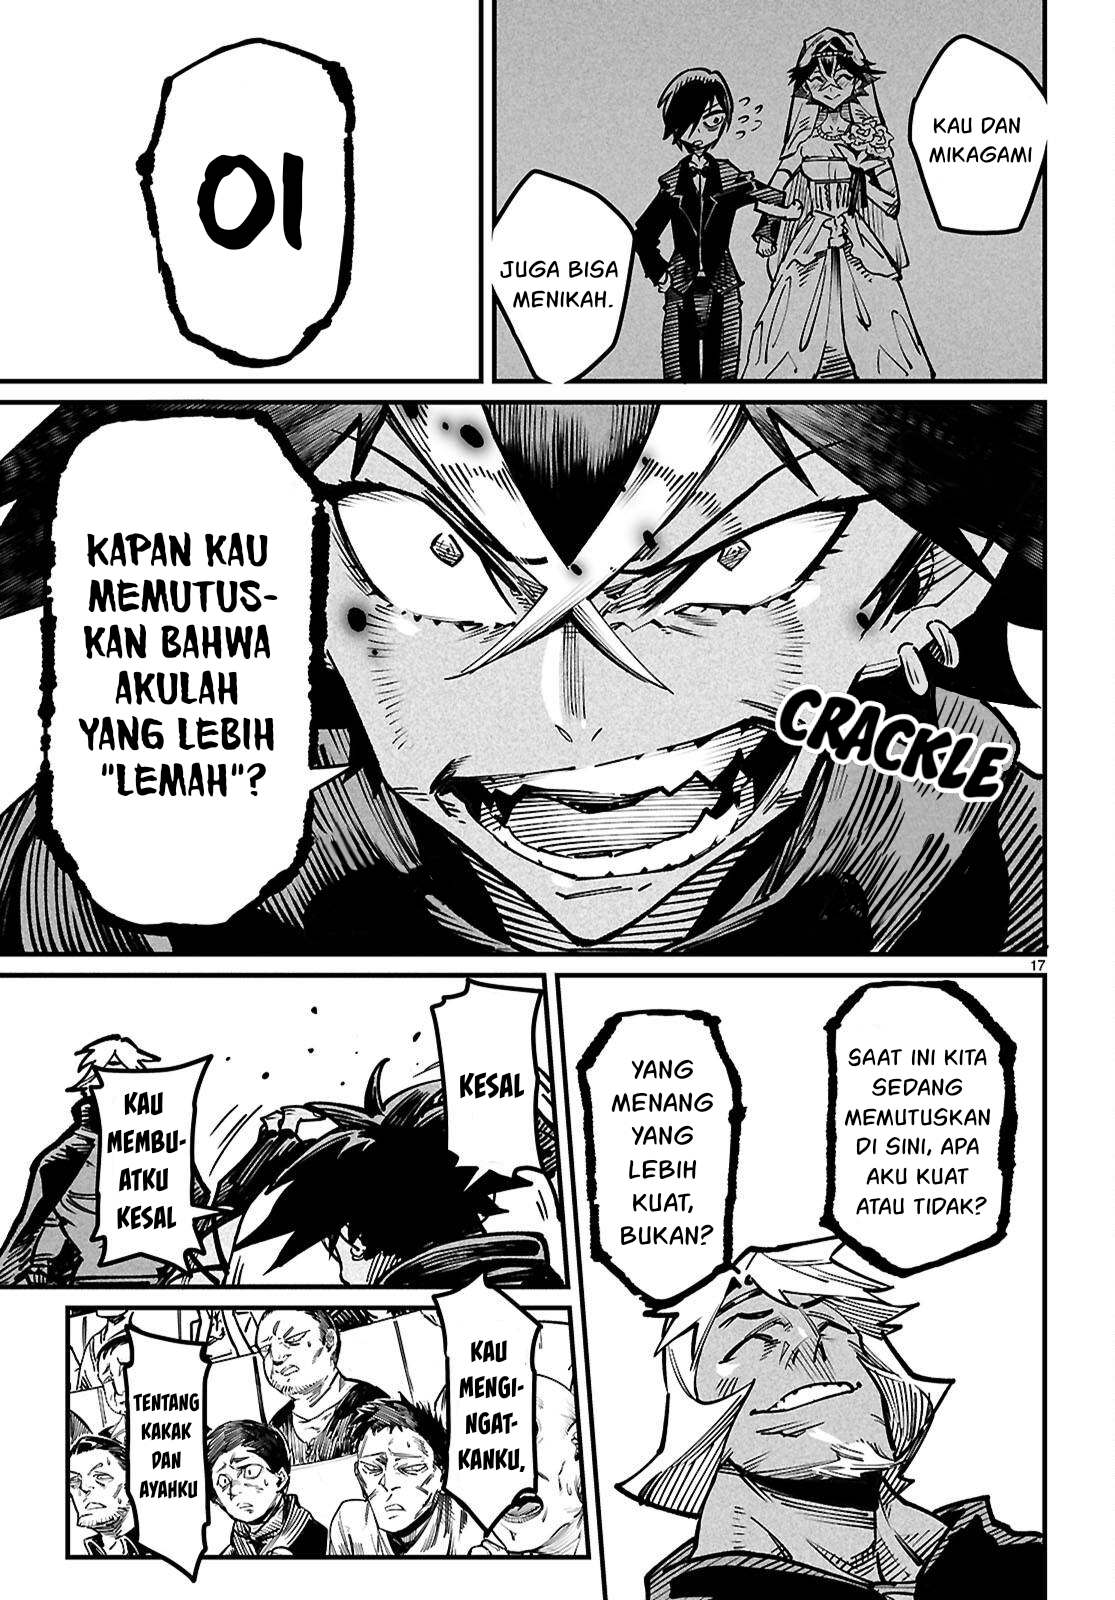 KAU DAN
MIKAGAMI
JUGA BISA
MENIKAH.
OI
KAPAN KAU
MEMUTUS-
KAN BAHWA
AKULAH
YANG LEBIH
"LEMAH"?
CRACKLE
17
SAAT INI KITA
SEDANG
MEMUTUSKAN
DI SINI, APA
AKU KUAT
ATAU TIDAK?
YANG
MENANG
YANG
LEBIH
KUAT,
BUKAN?
KESAL
KAU
MEMBU-
ATKU
KESAL
KAU
MENGI-
NGAT-
KANKU,
TENTANG
KAKAK
DAN
AYAHKU